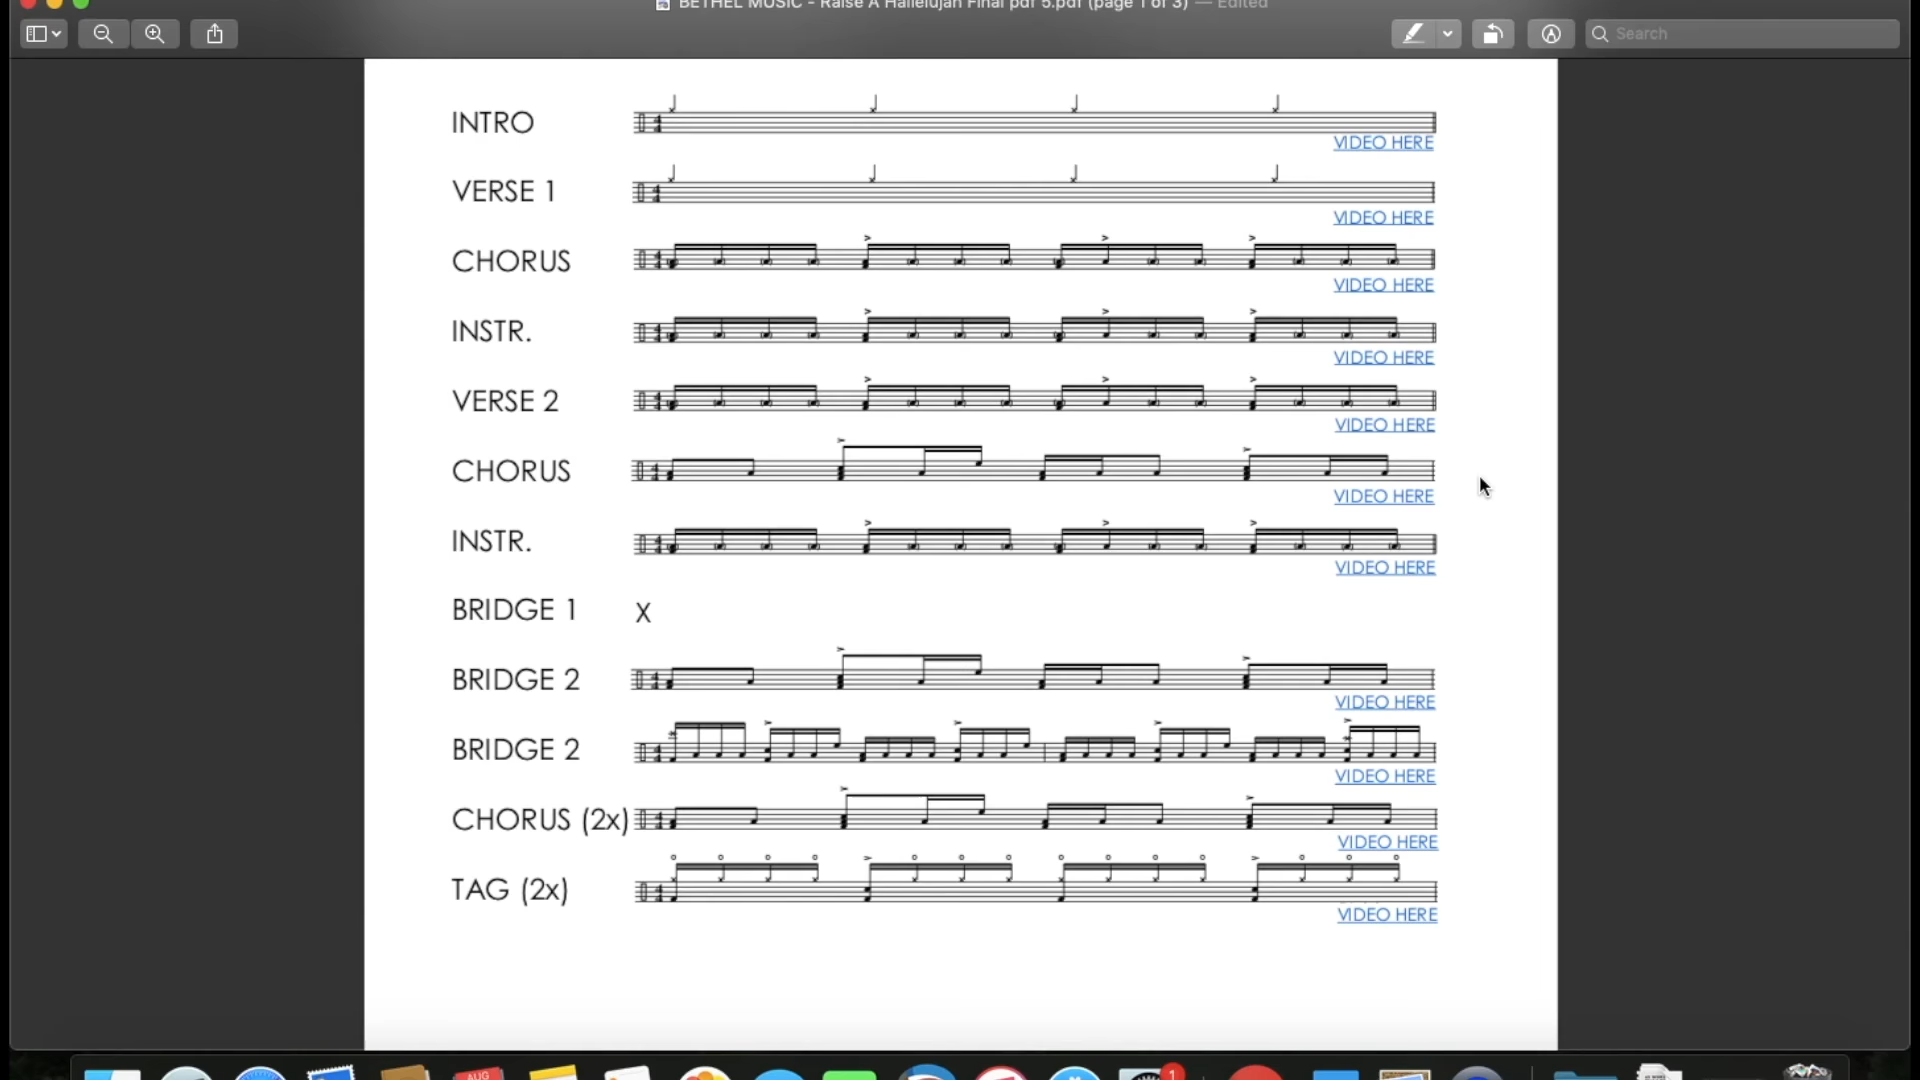 BETHEL MUSIC - Raise A Hallelujah Final pdf 5.pdf (page 1 of 3) — Edited
Search
INTRO
VIDEO HERE
VERSE 1
VIDEO HERE
CHORUS
VIDEO HERE
INSTR.
VIDEO HERE
VERSE 2
VIDEO HERE
CHORUS
VIDEO HERE
INSTR.
VIDEO HERE
BRIDGE 1 X
BRIDGE 2
VIDEO HERE
BRIDGE 2
VIDEO HERE
CHORUS (2x)
VIDEO HERE
TAG (2x)
VIDEO HERE
AUG
1